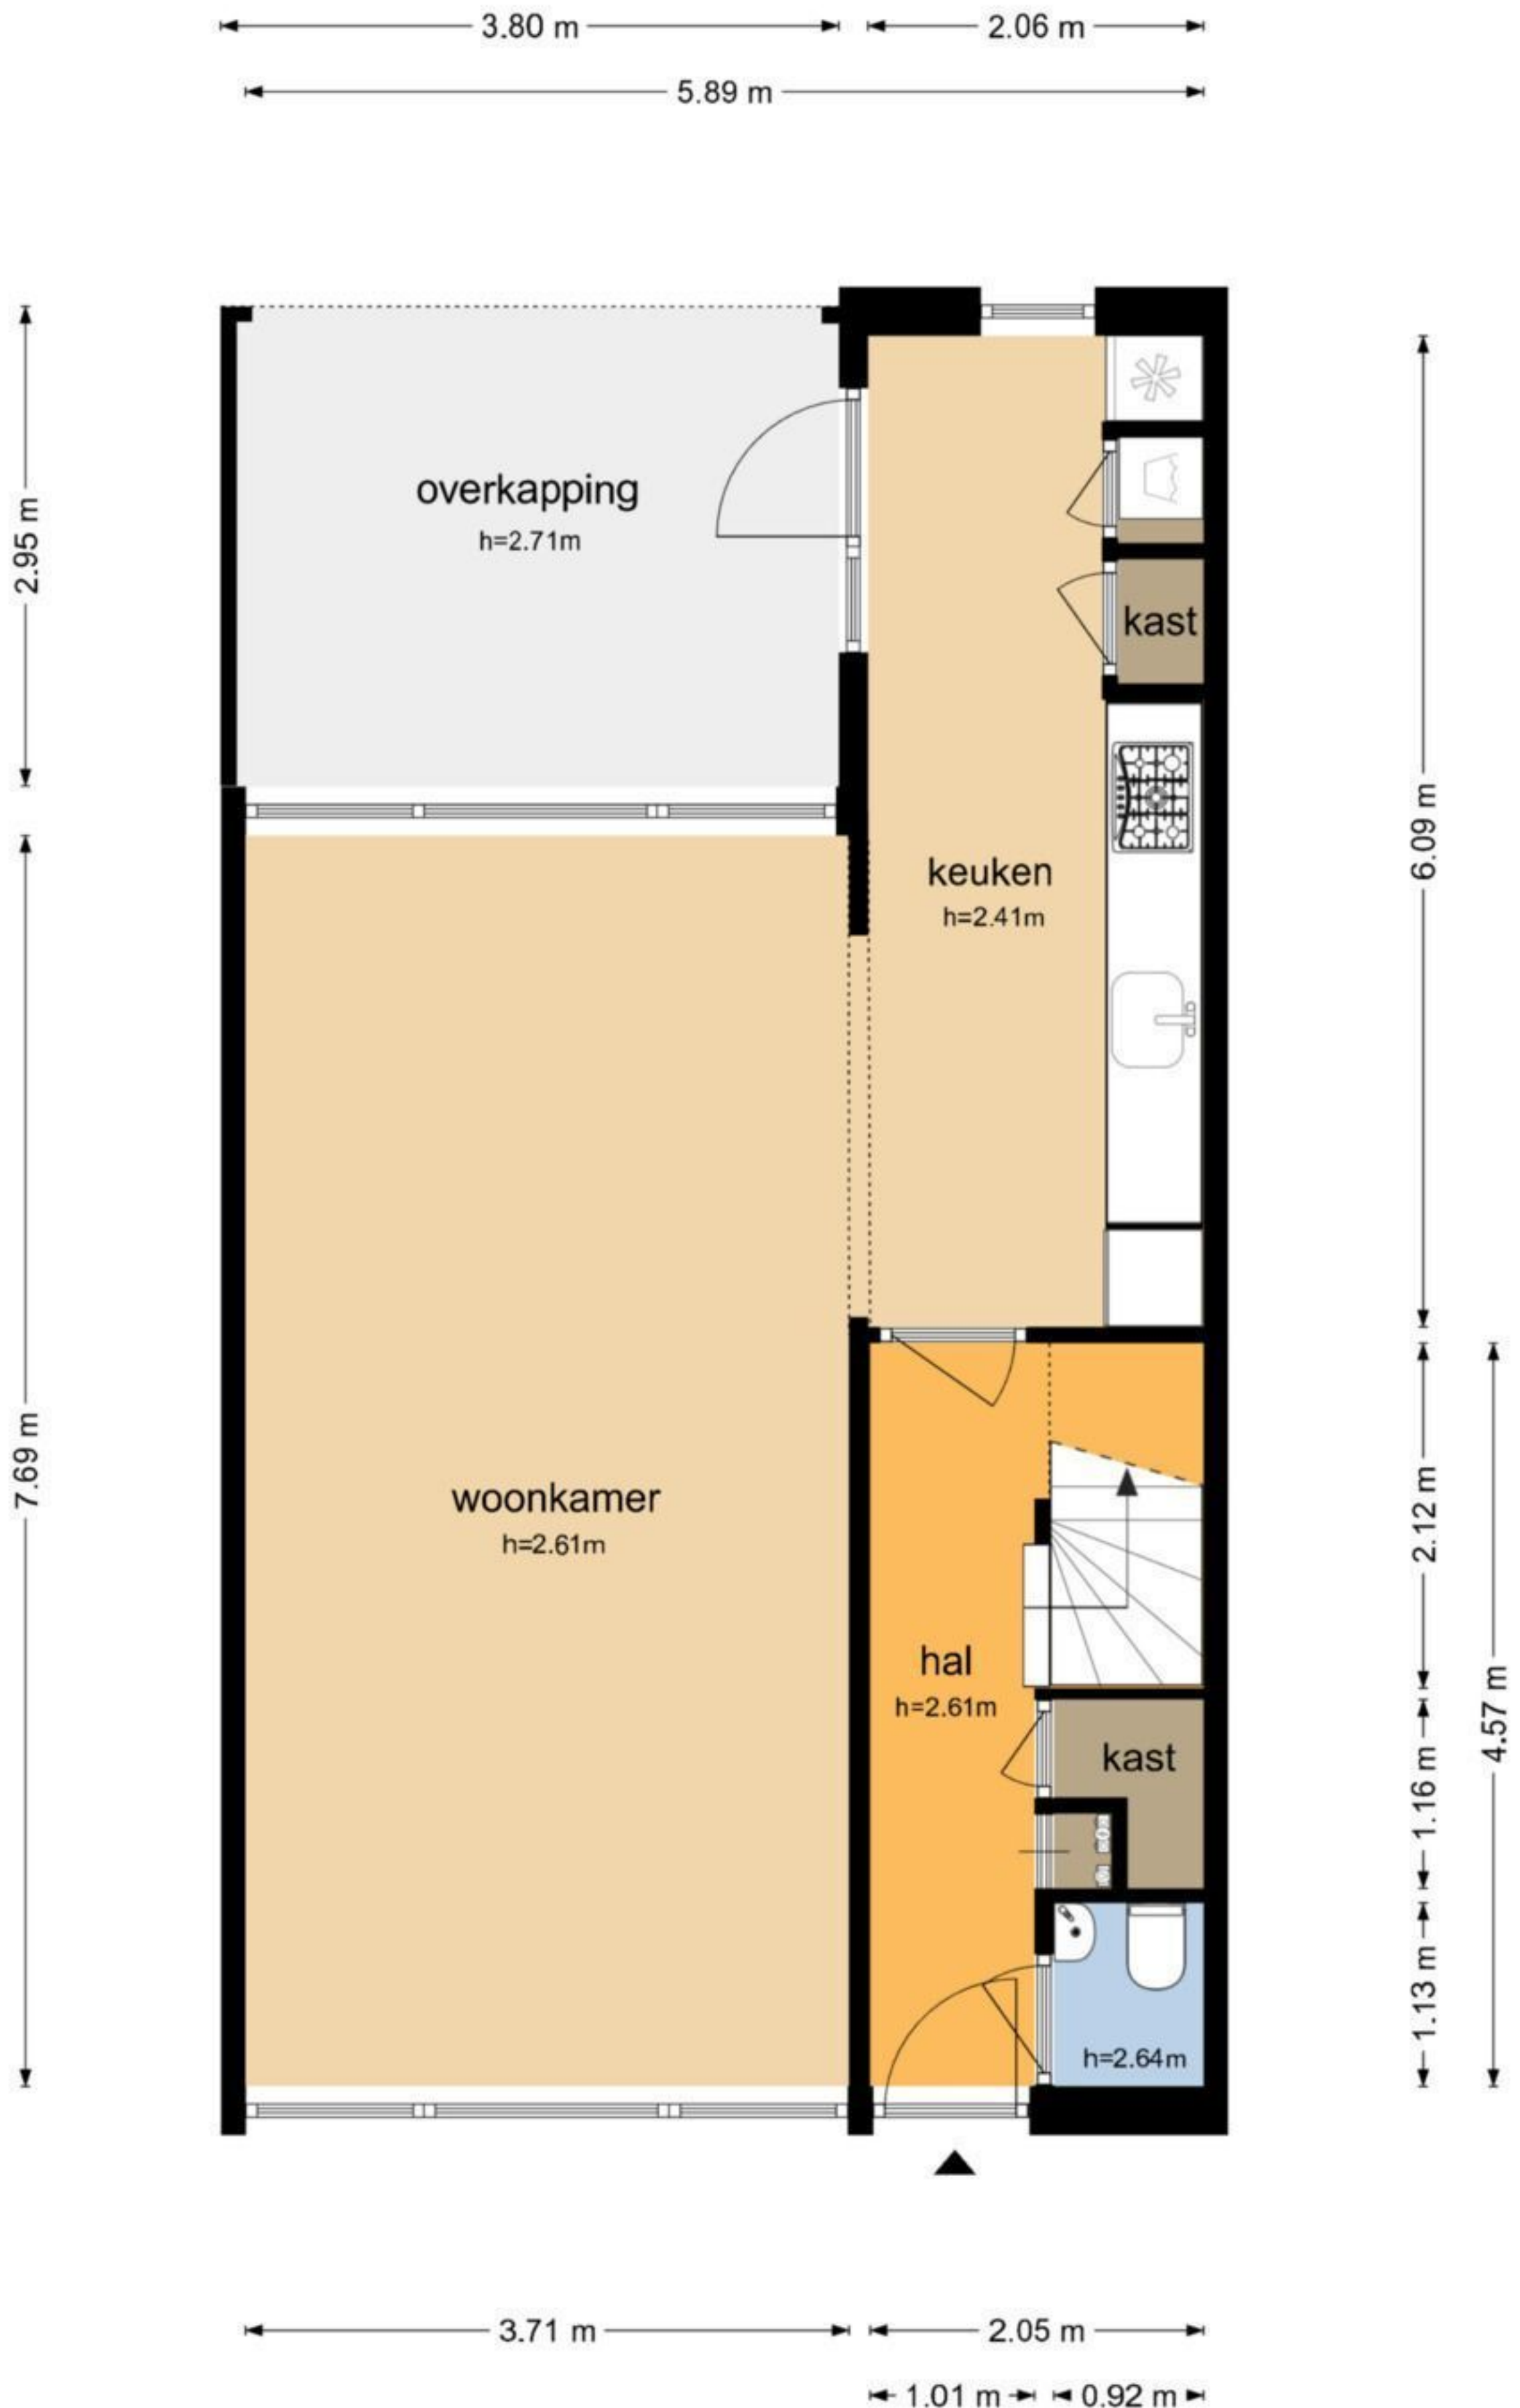 3.80 m
2.06 m
5.89 m
overkapping
h=2.71m
2.95 m
kast
keuken
h=2.41m
6.09 m
7.69 m
woonkamer
h=2.61m
hal
h=2.61m
kast
2.12 m
4.57 m
1.16 m
1.13 m
h=2.64m
3.71 m
2.05 m
1.01 m
0.92 m